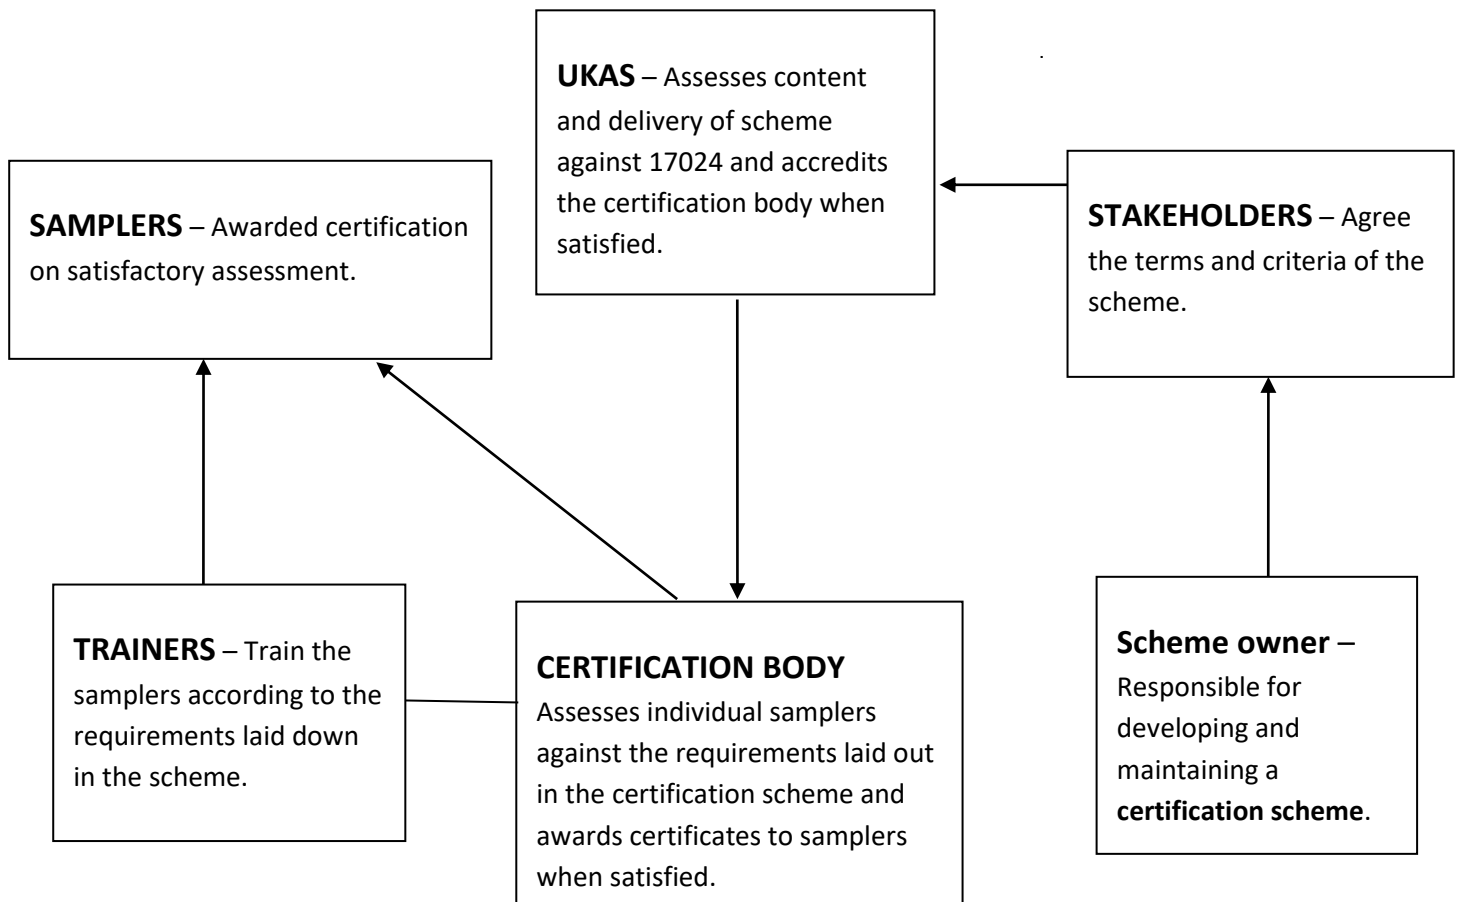 UKAS – Assesses content
and delivery of scheme
against 17024 and accredits
the certification body when
satisfied.
SAMPLERS – Awarded certification
on satisfactory assessment.
STAKEHOLDERS – Agree
the terms and criteria of the
scheme.
TRAINERS – Train the
samplers according to the
requirements laid down
in the scheme.
CERTIFICATION BODY
Assesses individual samplers
against the requirements laid out
in the certification scheme and
awards certificates to samplers
when satisfied.
Scheme owner –
Responsible for
developing and
maintaining a
certification scheme.